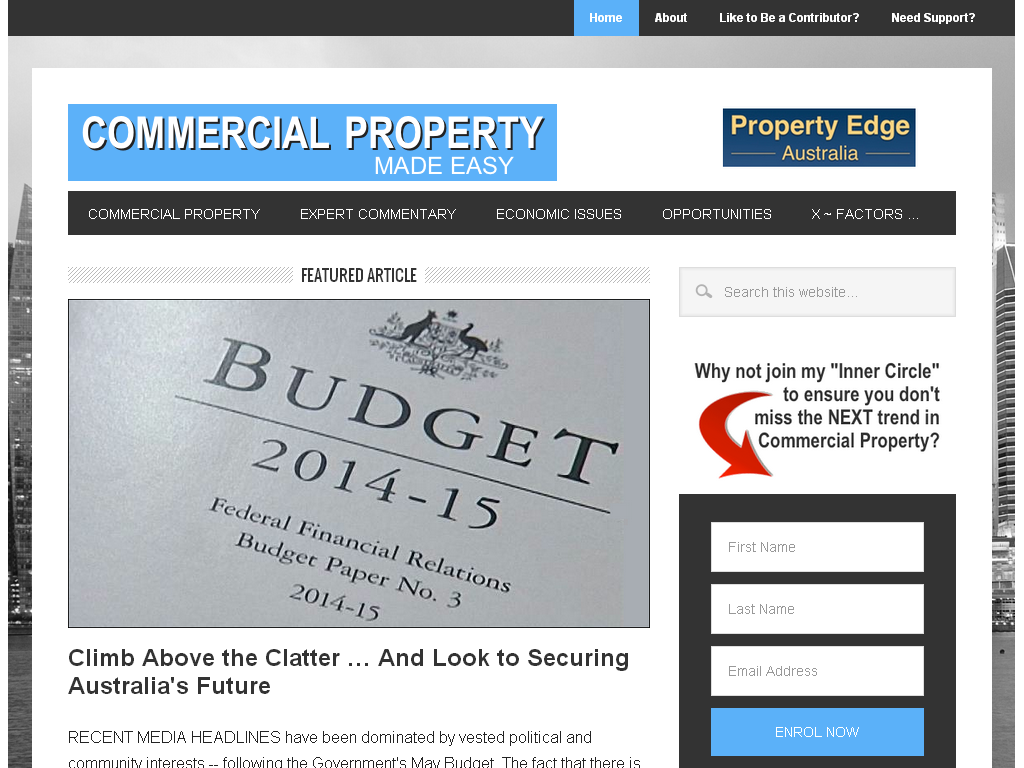 Home About Like to Be a Contributor? Need Support?
COMMERCIAL PROPERTY
MADE EASY
Property Edge
Australia
COMMERCIAL PROPERTY EXPERT COMMENTARY ECONOMIC ISSUES OPPORTUNITIES X ~ FACTORS ...
FEATURED ARTICLE
BUDGET
2014-15
Federal Financial Relations
Budget Paper No. 3
2014-15
Climb Above the Clatter … And Look to Securing
Australia's Future
RECENT MEDIA HEADLINES have been dominated by vested political and
community interests -- following the Government's May Budget. The fact that there is
Search this website…
Why not join my "Inner Circle"
to ensure you don't
miss the NEXT trend in
Commercial Property?
First Name
Last Name
Email Address
ENROL NOW